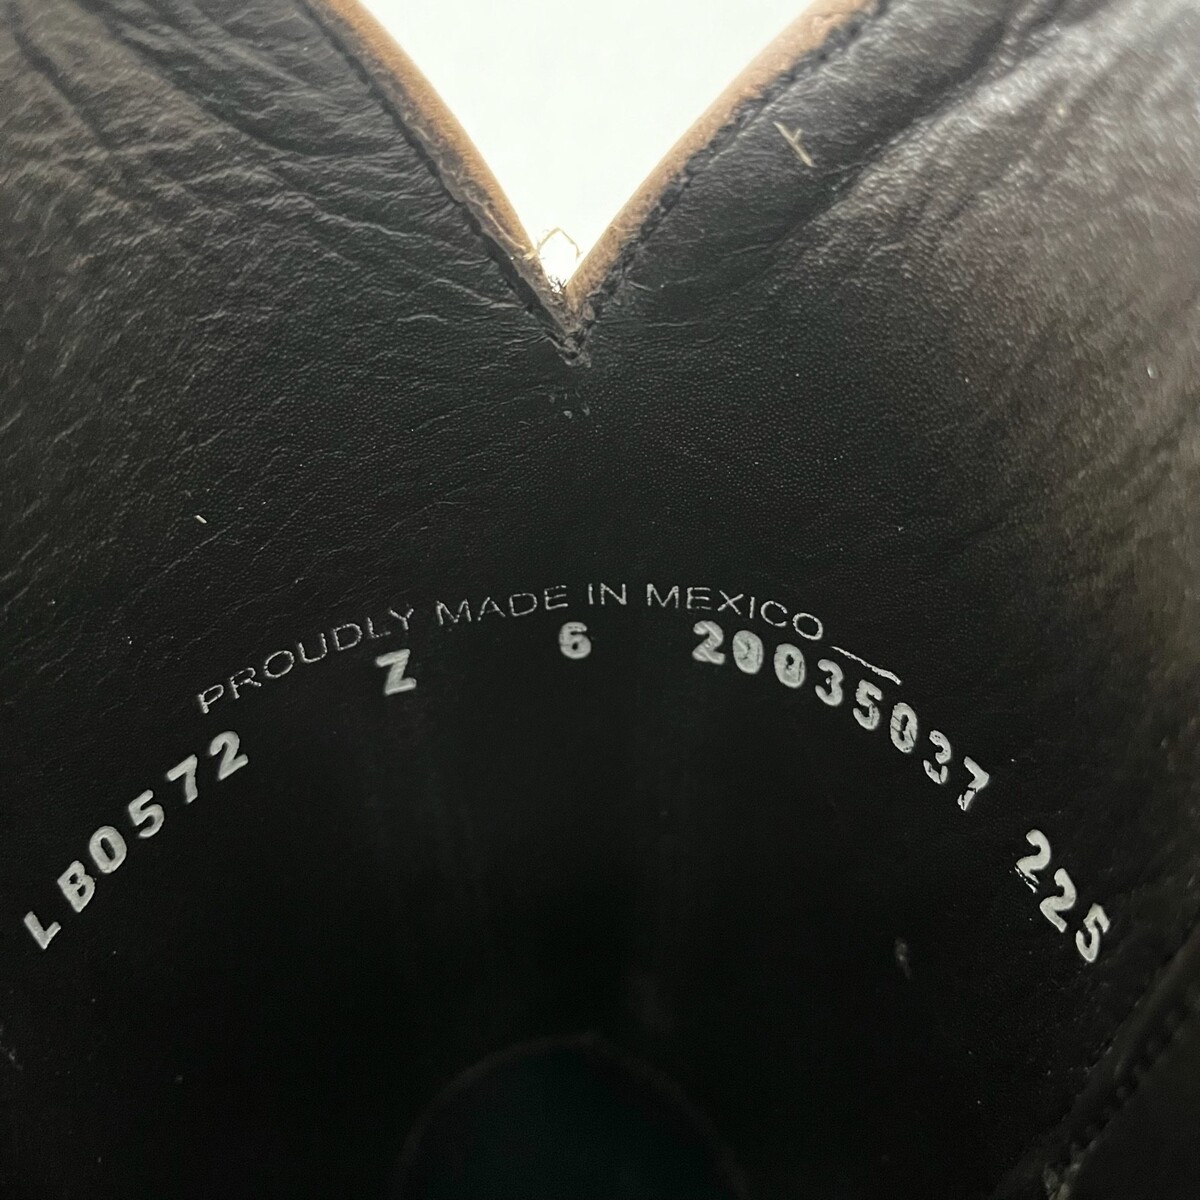 PROUDLY MADE IN MEXICO
LB0572 Z 6 20035037 225